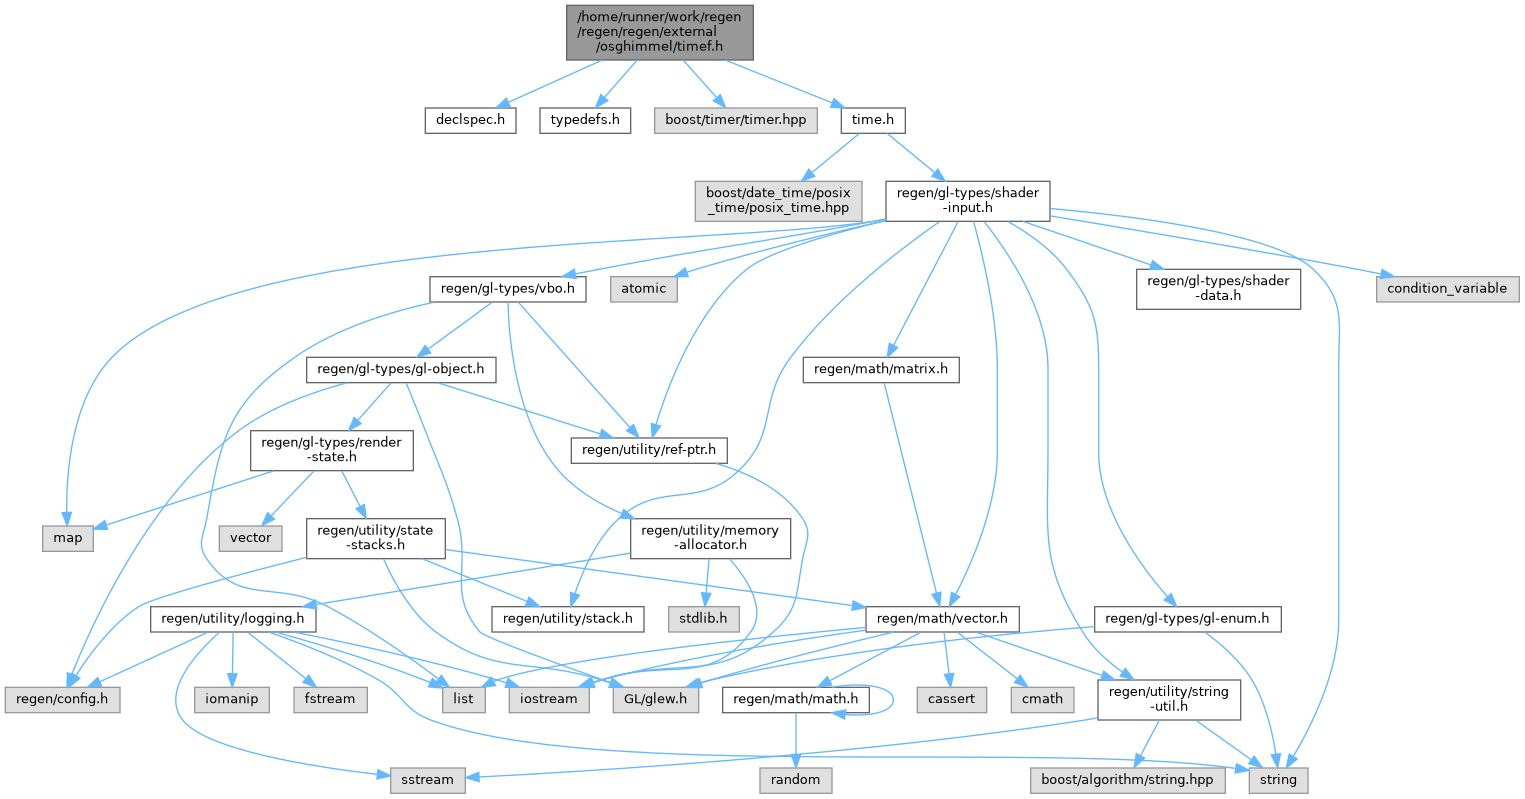 /home/runner/work/regen
/regen/regen/external
/osghimmel/timef.h
declspec.h
typedefs.h
boost/timer/timer.hpp
time.h
boost/date_time/posix
_time/posix_time.hpp
regen/gl-types/shader
-input.h
regen/gl-types/vbo.h
atomic
regen/gl-types/shader
-data.h
condition_variable
regen/gl-types/gl-object.h
regen/math/matrix.h
regen/gl-types/render
-state.h
regen/utility/ref-ptr.h
map
vector
regen/utility/state
-stacks.h
regen/utility/memory
-allocator.h
regen/utility/logging.h
regen/utility/stack.h
stdlib.h
regen/math/vector.h
regen/gl-types/gl-enum.h
regen/config.h
iomanip
fstream
list
iostream
GL/glew.h
regen/math/math.h
cassert
cmath
regen/utility/string
-util.h
sstream
random
boost/algorithm/string.hpp
string